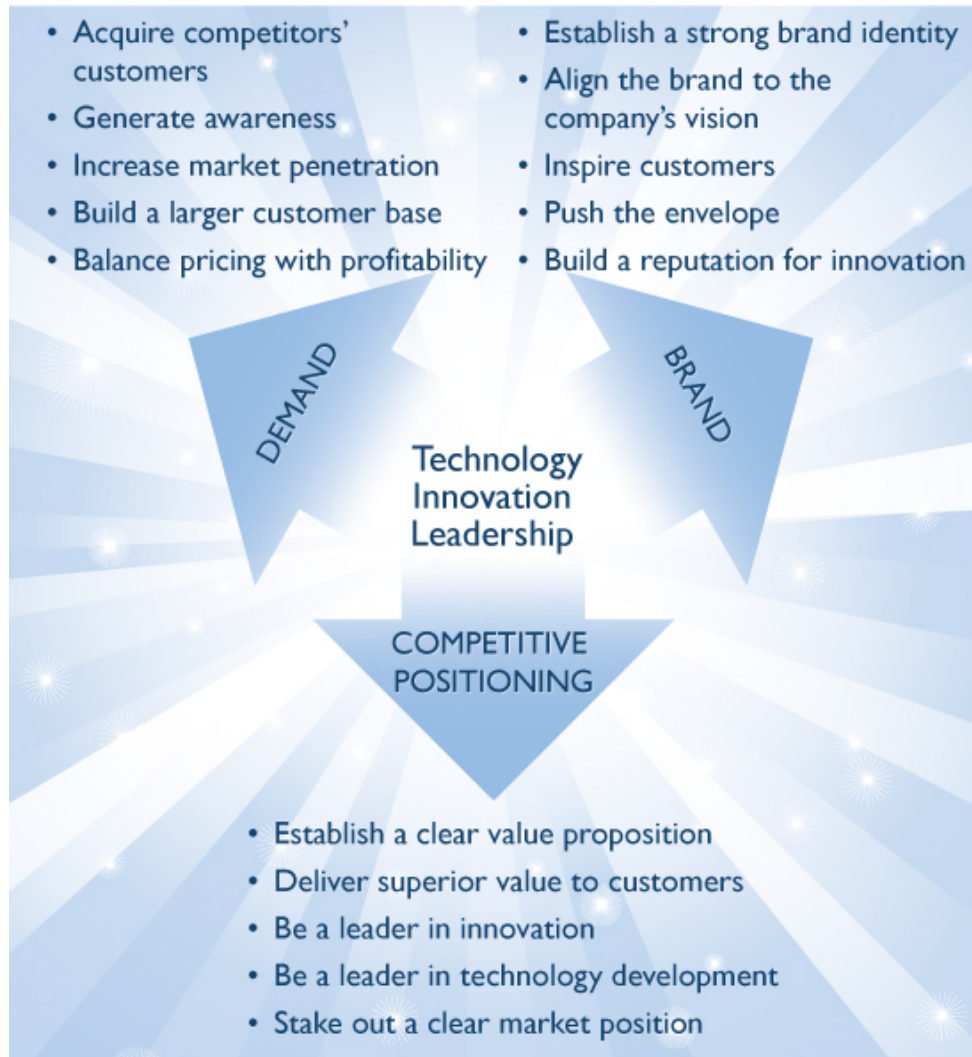 • Acquire competitors'
customers
• Generate awareness
• Increase market penetration
• Build a larger customer base
• Balance pricing with profitability
• Establish a strong brand identity
• Align the brand to the
company's vision
• Inspire customers
• Push the envelope
• Build a reputation for innovation
DEMAND
BRAND
Technology
Innovation
Leadership
COMPETITIVE
POSITIONING
• Establish a clear value proposition
• Deliver superior value to customers
• Be a leader in innovation
• Be a leader in technology development
• Stake out a clear market position